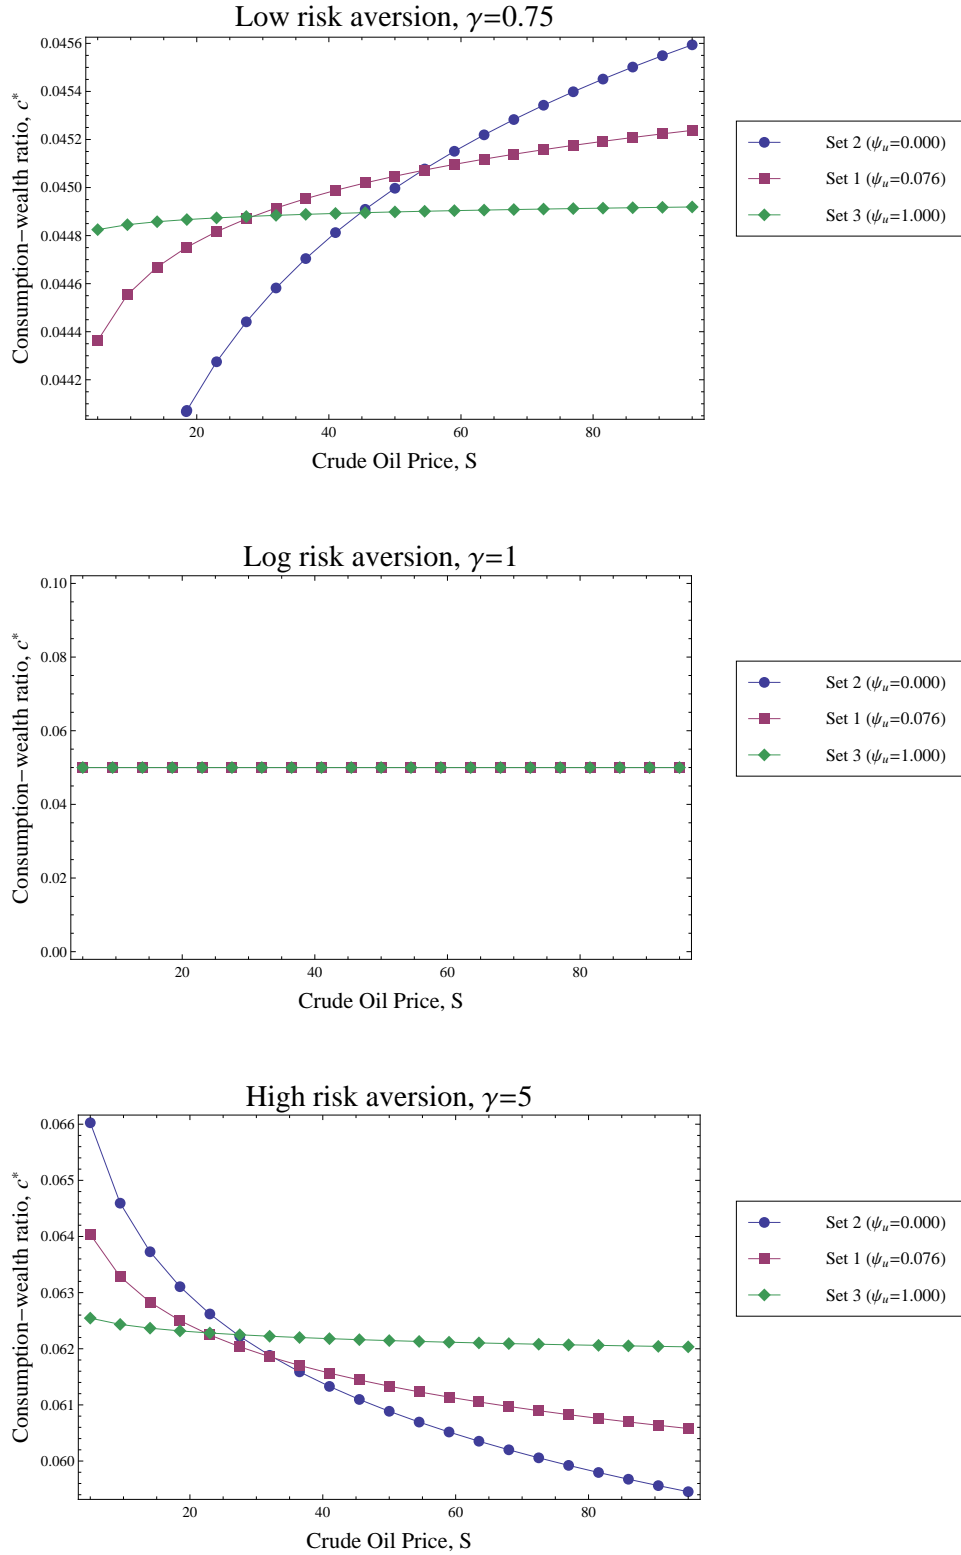 Low risk aversion, γ=0.75
Consumption−wealth ratio, c*
0.0456
0.0454
0.0452
0.0450
0.0448
0.0446
0.0444
0.0442
20 40 60 80
Crude Oil Price, S
Set 2 (ψu=0.000)
Set 1 (ψu=0.076)
Set 3 (ψu=1.000)
Log risk aversion, γ=1
Consumption−wealth ratio, c*
0.10
0.08
0.06
0.04
0.02
0.00
20 40 60 80
Crude Oil Price, S
Set 2 (ψu=0.000)
Set 1 (ψu=0.076)
Set 3 (ψu=1.000)
High risk aversion, γ=5
Consumption−wealth ratio, c*
0.066
0.065
0.064
0.063
0.062
0.061
0.060
20 40 60 80
Crude Oil Price, S
Set 2 (ψu=0.000)
Set 1 (ψu=0.076)
Set 3 (ψu=1.000)